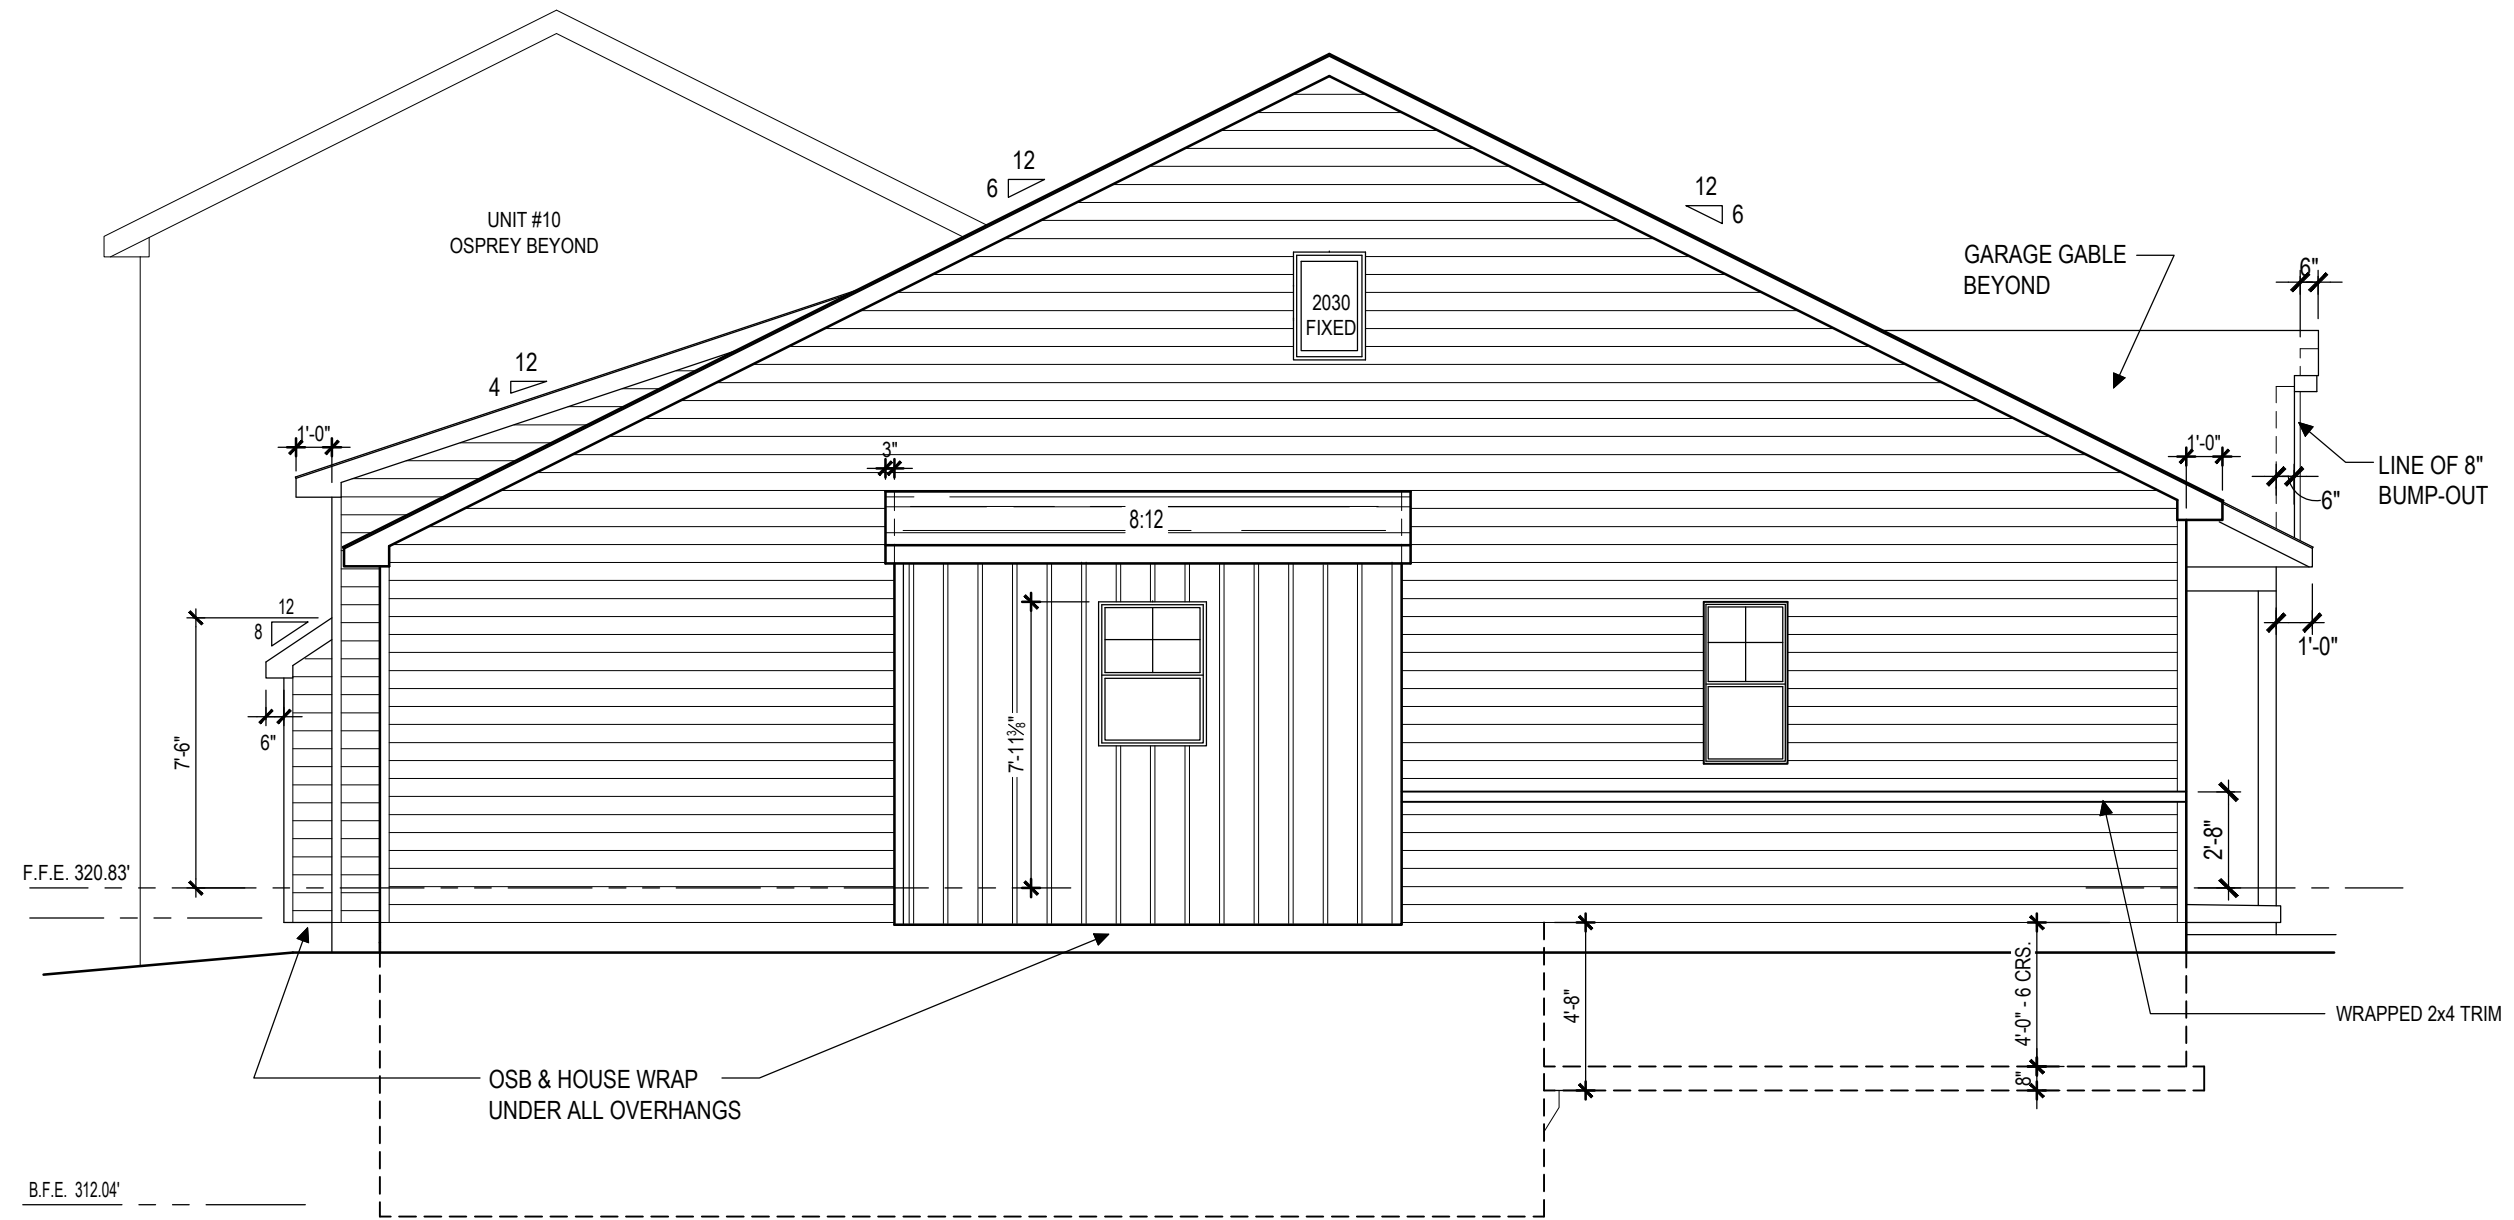 12
6
12
6
UNIT #10
OSPREY BEYOND
GARAGE GABLE
BEYOND
6"
2030
FIXED
12
4
1'-0"
3"
1'-0"
LINE OF 8"
BUMP-OUT
6"
8:12
12
8
1'-0"
6"
7'-6"
7'-11⅜"
2'-8"
F.F.E. 320.83'
4'-8"
4'-0" - 6 CRS.
8"
WRAPPED 2x4 TRIM
OSB & HOUSE WRAP
UNDER ALL OVERHANGS
B.F.E. 312.04'